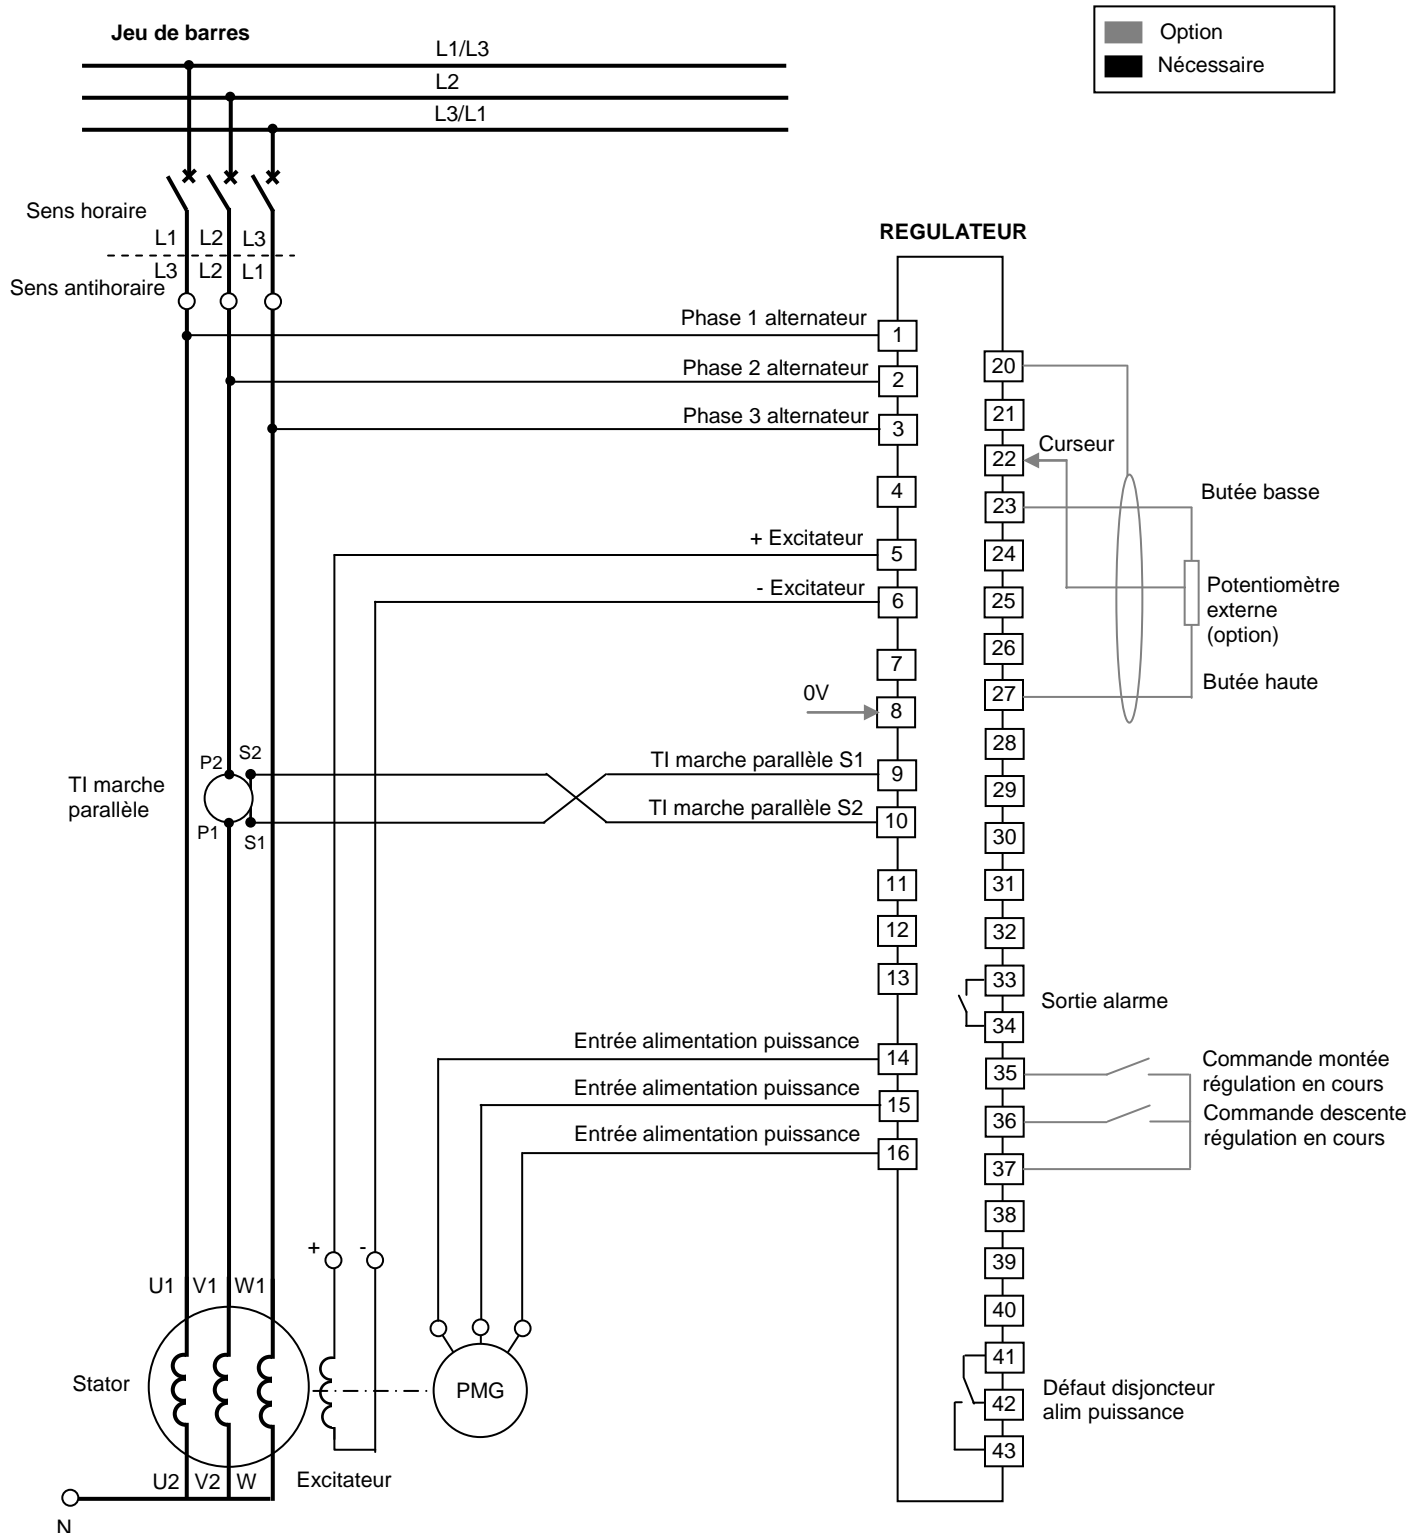 Jeu de barres
L1/L3
L2
L3/L1
Option
Nécessaire
Sens horaire
L1 L2 L3
L3 L2 L1
Sens antihoraire
REGULATEUR
Phase 1 alternateur
1
Phase 2 alternateur
2
Phase 3 alternateur
3
4
+ Excitateur
5
- Excitateur
6
7
0V
8
TI marche parallèle S1
9
TI marche parallèle S2
10
11
12
13
Entrée alimentation puissance
14
Entrée alimentation puissance
15
Entrée alimentation puissance
16
20
21
22
Curseur
23
Butée basse
24
25
Potentiomètre
externe
(option)
26
27
Butée haute
28
29
30
31
32
33
Sortie alarme
34
35
Commande montée
régulation en cours
36
Commande descente
régulation en cours
37
38
39
40
41
42
Défaut disjoncteur
alim puissance
43
TI marche
parallèle
P2 S2
P1 S1
+ -
U1 V1 W1
Stator
PMG
U2 V2 W
Excitateur
N